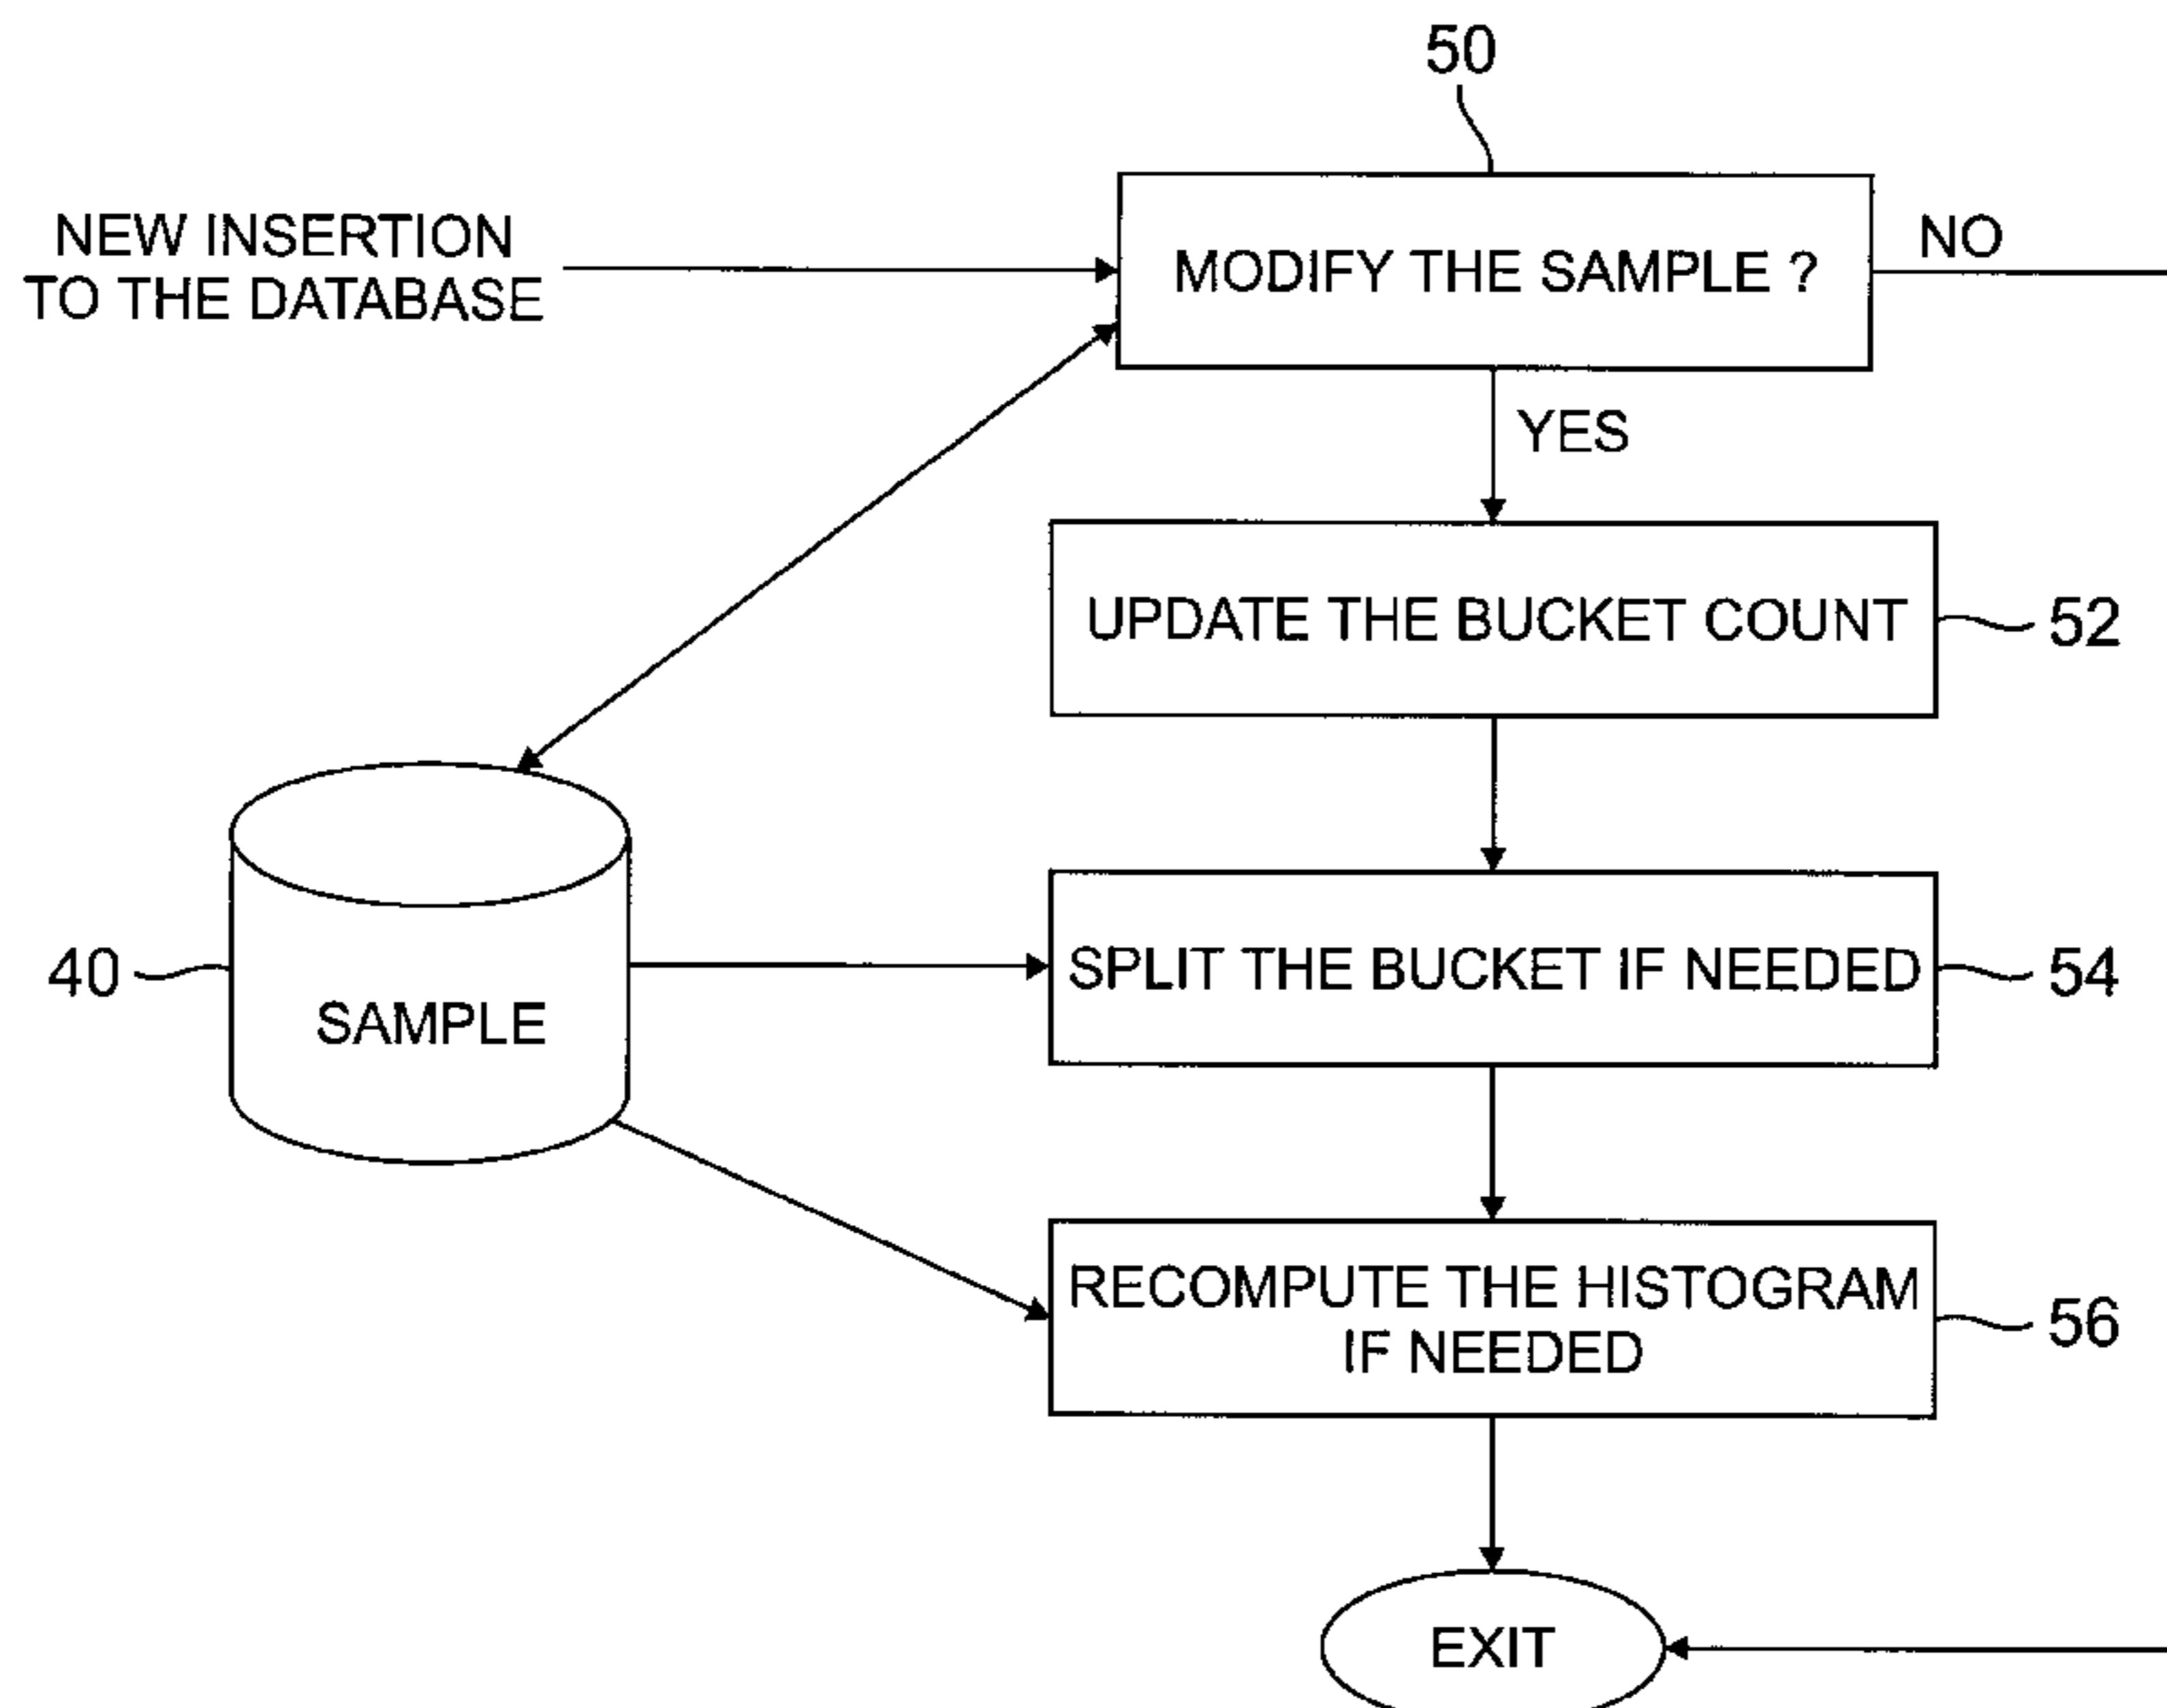 50
NEW INSERTION
TO THE DATABASE
MODIFY THE SAMPLE ?
NO
YES
UPDATE THE BUCKET COUNT
52
40
SAMPLE
SPLIT THE BUCKET IF NEEDED
54
RECOMPUTE THE HISTOGRAM
IF NEEDED
56
EXIT